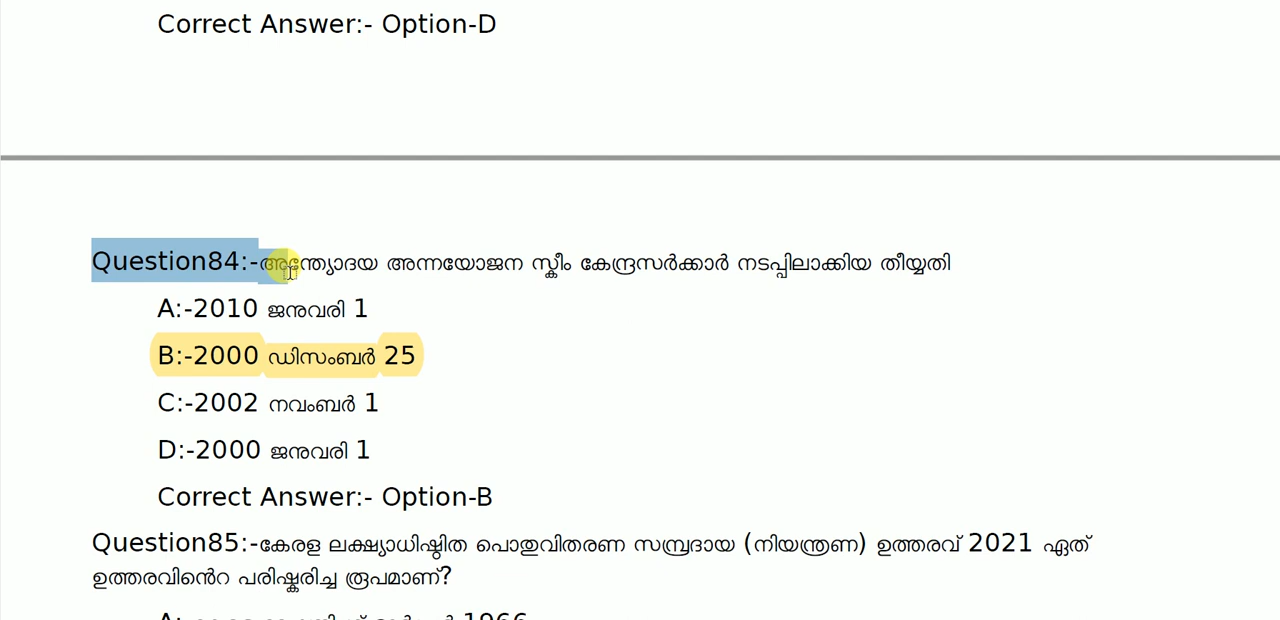 Correct Answer:- Option-D
Question84:-അന്ത്യോദയ അന്നയോജന സ്കീം കേന്ദ്രസർക്കാർ നടപ്പിലാക്കിയ തീയ്യതി
A:-2010 ജനുവരി 1
B:-2000 ഡിസംബർ 25
C:-2002 നവംബർ 1
D:-2000 ജനുവരി 1
Correct Answer:- Option-B
Question85:-കേരള ലക്ഷ്യാധിഷ്ഠിത പൊതുവിതരണ സമ്പ്രദായ (നിയന്ത്രണ) ഉത്തരവ് 2021 ഏത്
ഉത്തരവിൻെറ പരിഷ്കരിച്ച രൂപമാണ്?